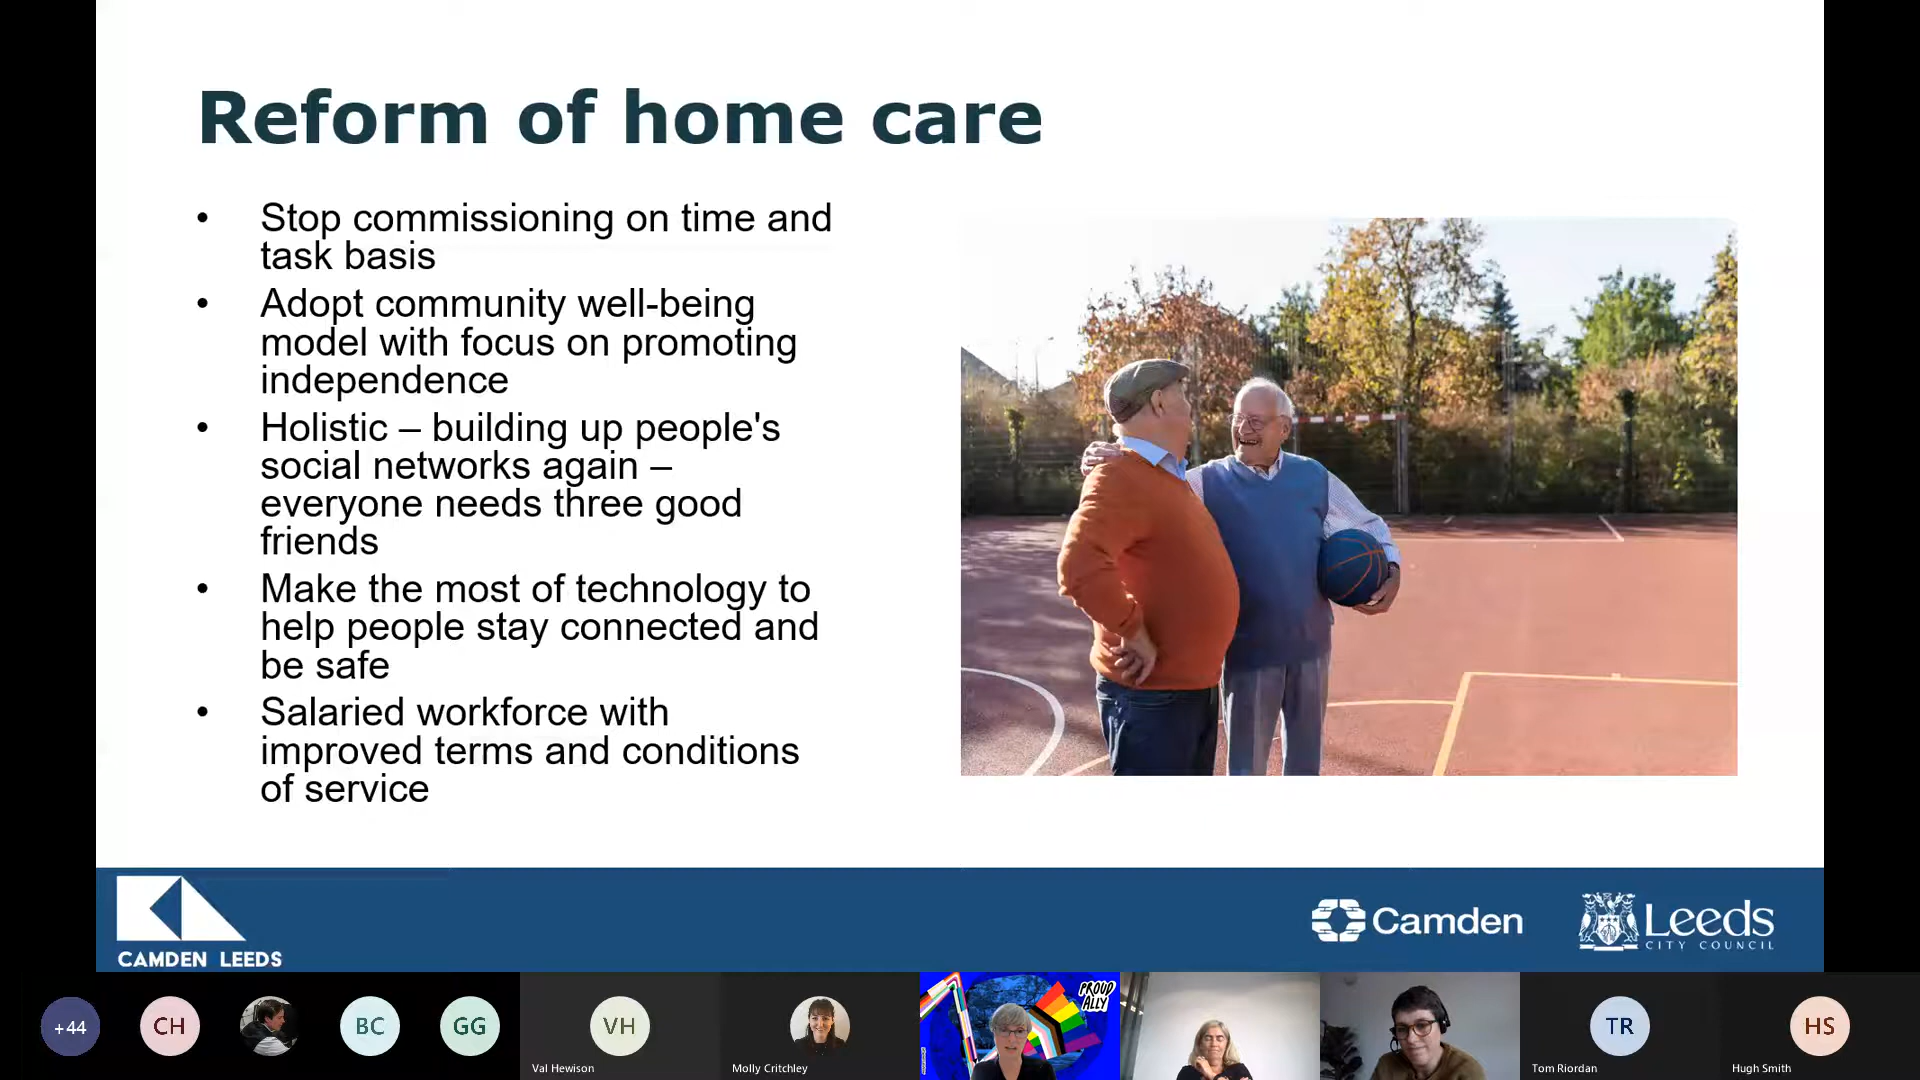 Reform of home care
• Stop commissioning on time and
task basis
• Adopt community well-being
model with focus on promoting
independence
• Holistic – building up people's
social networks again –
everyone needs three good
friends
• Make the most of technology to
help people stay connected and
be safe
• Salaried workforce with
improved terms and conditions
of service
CAMDEN LEEDS
Camden
Leeds
CITY COUNCIL
+44
CH
BC
GG
VH
Val Hewison
Molly Critchley
PROUD
ALLY
TR
Tom Riordan
HS
Hugh Smith